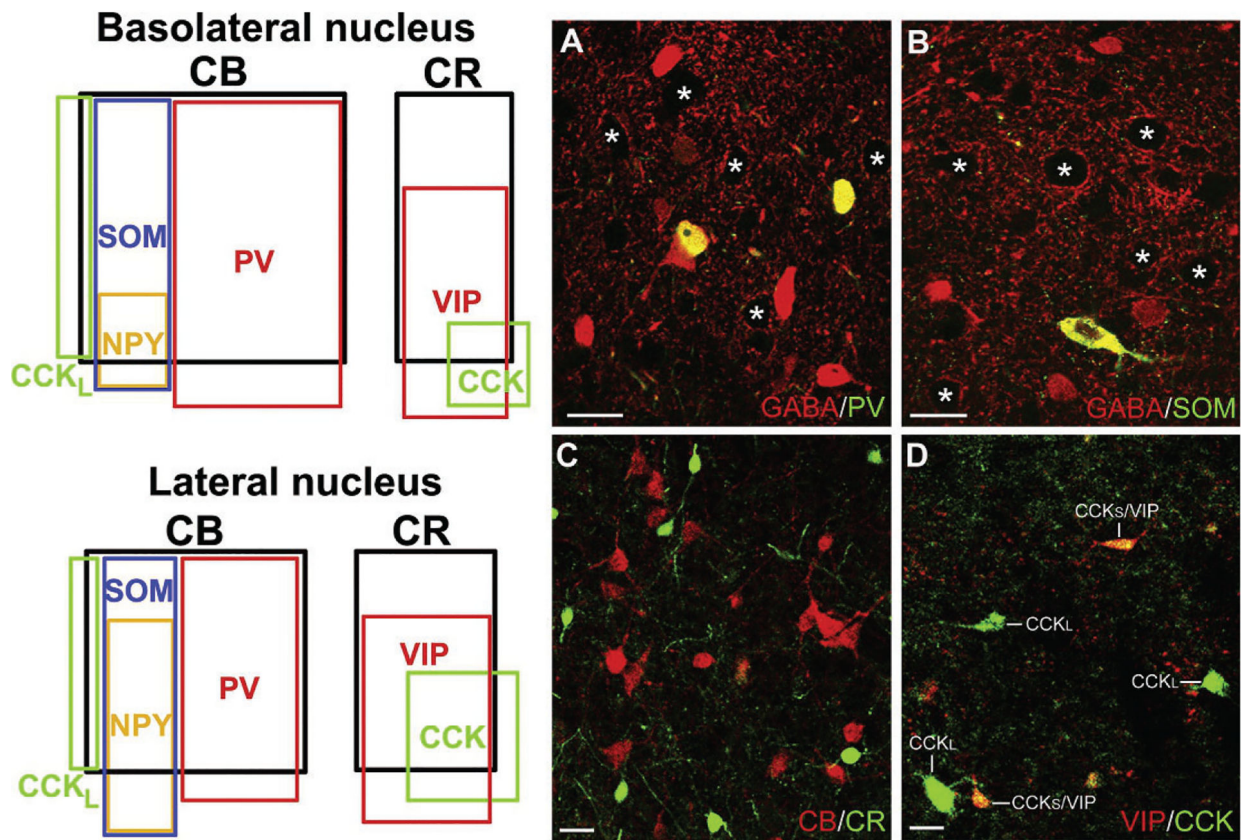 Basolateral nucleus
CB
CR
SOM
PV
NPY
CCKL
VIP
CCK
Lateral nucleus
CB
CR
SOM
PV
NPY
CCKL
VIP
CCK
A
* * * * *
GABA/PV
B
* * * * * *
GABA/SOM
C
CB/CR
D
CCKS/VIP
CCKL
CCKL
CCKL
CCKS/VIP
VIP/CCK